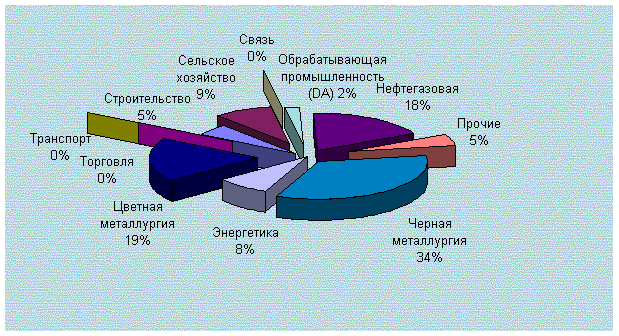 Связь
0%
Обрабатывающая
промышленность
(DA) 2%
Нефтегазовая
18%
Прочие
5%
Черная
металлургия
34%
Энергетика
8%
Цветная
металлургия
19%
Торговля
0%
Транспорт
0%
Строительство
5%
Сельское
хозяйство
9%